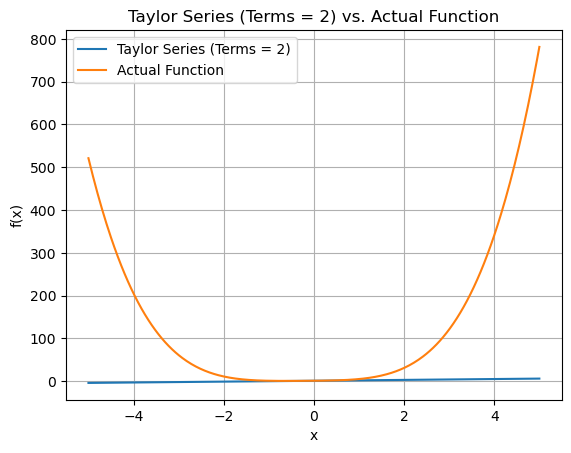 Taylor Series (Terms = 2) vs. Actual Function
Taylor Series (Terms = 2)
Actual Function
800
700
600
500
400
300
200
100
0
f(x)
−4
−2
0
2
4
x